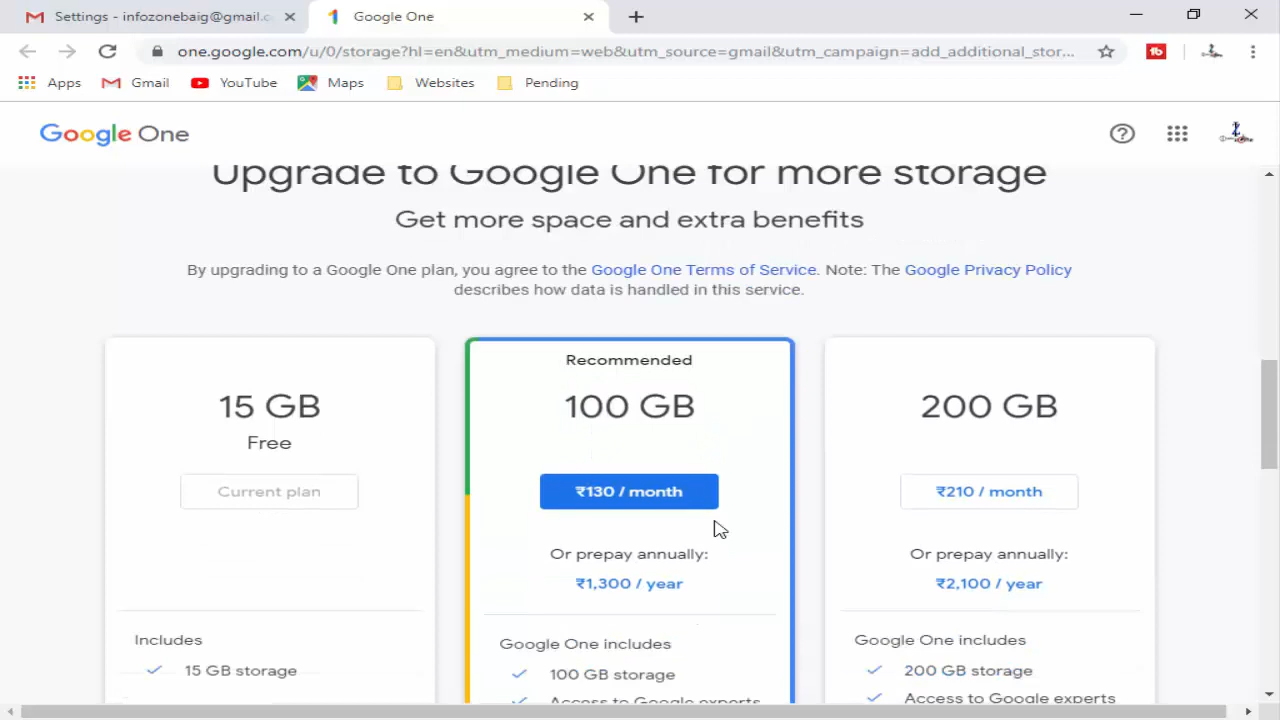 Settings - infozonebaig@gmail.c
Google One
one.google.com/u/0/storage?hl=en&utm_medium=web&utm_source=gmail&utm_campaign=add_additional_stor...
Apps
Gmail
YouTube
Maps
Websites
Pending
Google One
Upgrade to Google One for more storage
Get more space and extra benefits
By upgrading to a Google One plan, you agree to the Google One Terms of Service. Note: The Google Privacy Policy
describes how data is handled in this service.
15 GB
Free
Current plan
Includes
15 GB storage
Recommended
100 GB
₹130 / month
Or prepay annually:
₹1,300 / year
Google One includes
100 GB storage
Access to Google experts
200 GB
₹210 / month
Or prepay annually:
₹2,100 / year
Google One includes
200 GB storage
Access to Google experts